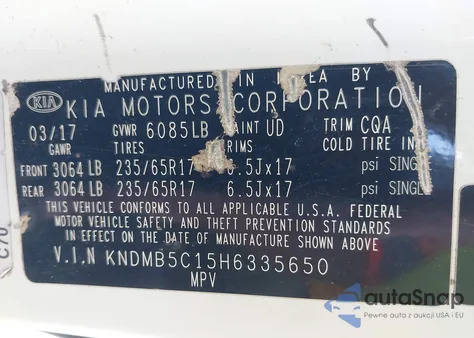 MANUFACTURED IN KOREA BY
KIA KIA MOTORS CORPORATION
03/17 GVWR 6085LB PAINT UD TRIM CQA
GAWR TIRES RIMS COLD TIRE
FRONT 3064 LB 235/65R17 6.5Jx17 psi SINGLE
REAR 3064 LB 235/65R17 6.5Jx17 psi SINGLE
THIS VEHICLE CONFORMS TO ALL APPLICABLE U.S.A. FEDERAL
MOTOR VEHICLE SAFETY AND THEFT PREVENTION STANDARDS
IN EFFECT ON THE DATE OF MANUFACTURE SHOWN ABOVE
V.I.N KNDMB5C15H6335650
MPV
autoSnap
Pewne auta z aukcji USA i EU